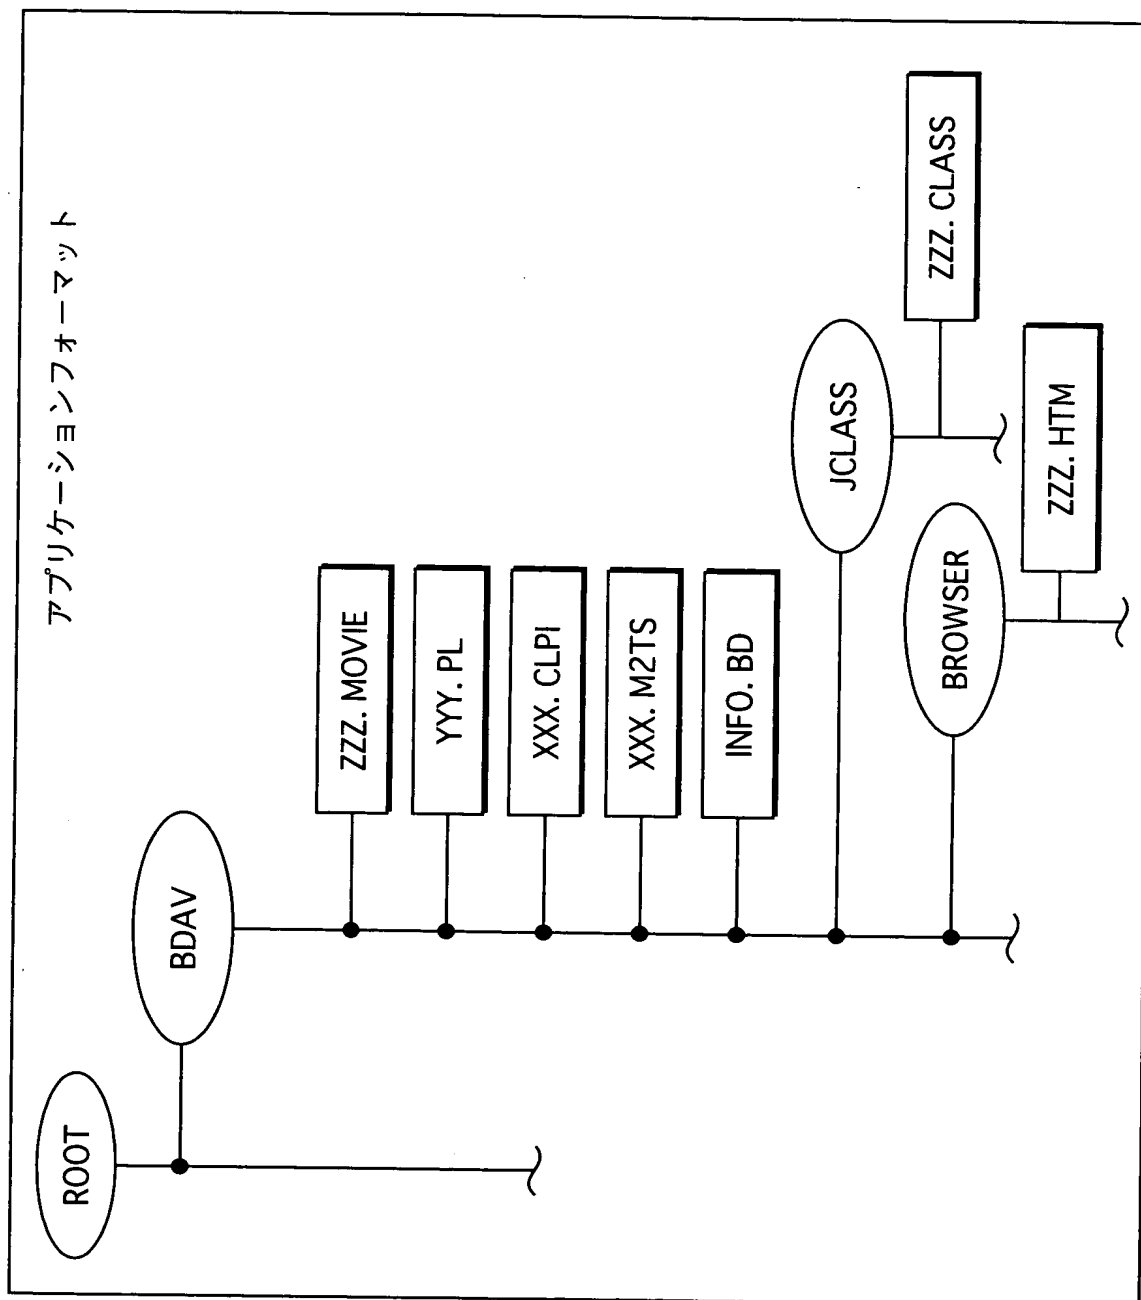 アプリケーションフォーマット
ROOT
BDAV
ZZZ. MOVIE
YYY. PL
XXX. CLPI
XXX. M2TS
INFO. BD
JCLASS
ZZZ. CLASS
BROWSER
ZZZ. HTM